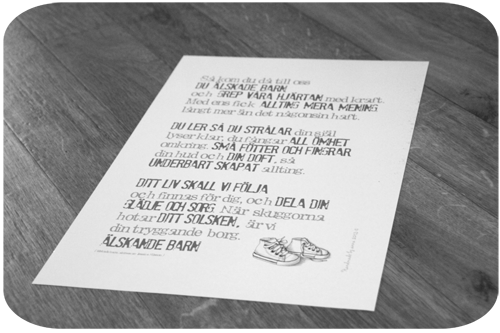 Så kom du då till oss
DU ÄLSKADE BARN
och GREP VÅRA HJÄRTAN med kraft.
Med ens fick ALLTING MERA MENING
långt mer än det någonsin haft.
DU LER SÅ DU STRÅLAR din själ
lyser klar, du fångar ALL ÖMHET
omkring. SMÅ FÖTTER OCH FINGRAR
din hud och DIN DOFT, så
UNDERBART SKAPAT allting.
DITT LIV SKALL VI FÖLJA
och finnas för dig, och DELA DIN
GLÄDJE OCH SORG. När skuggorna
hotar DITT SOLSKEN, är vi
din tryggande borg.
ÄLSKANDE BARN